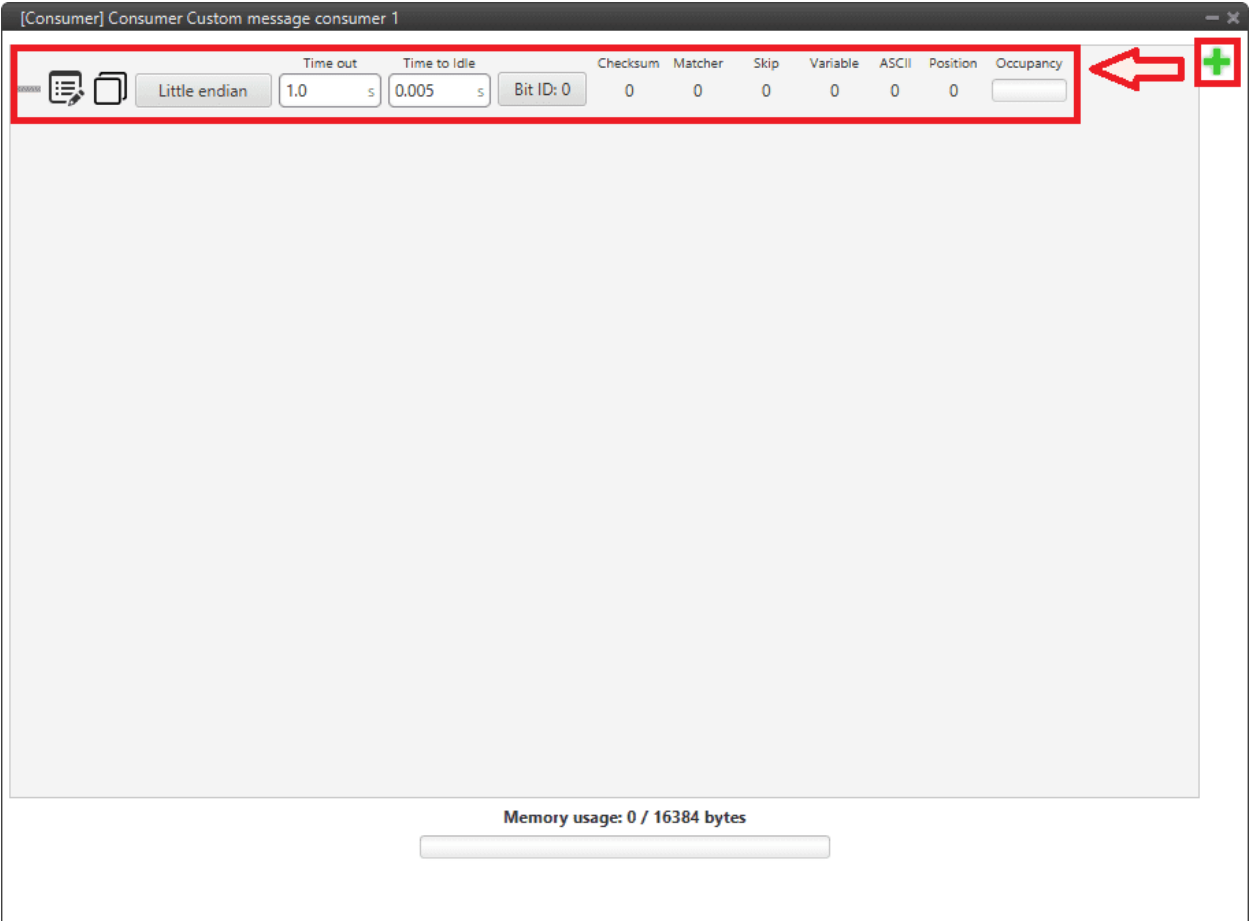 [Consumer] Consumer Custom message consumer 1
Time out Time to Idle Checksum Matcher Skip Variable ASCII Position Occupancy
Little endian 1.0 s 0.005 s Bit ID: 0 0 0 0 0 0 0
Memory usage: 0 / 16384 bytes